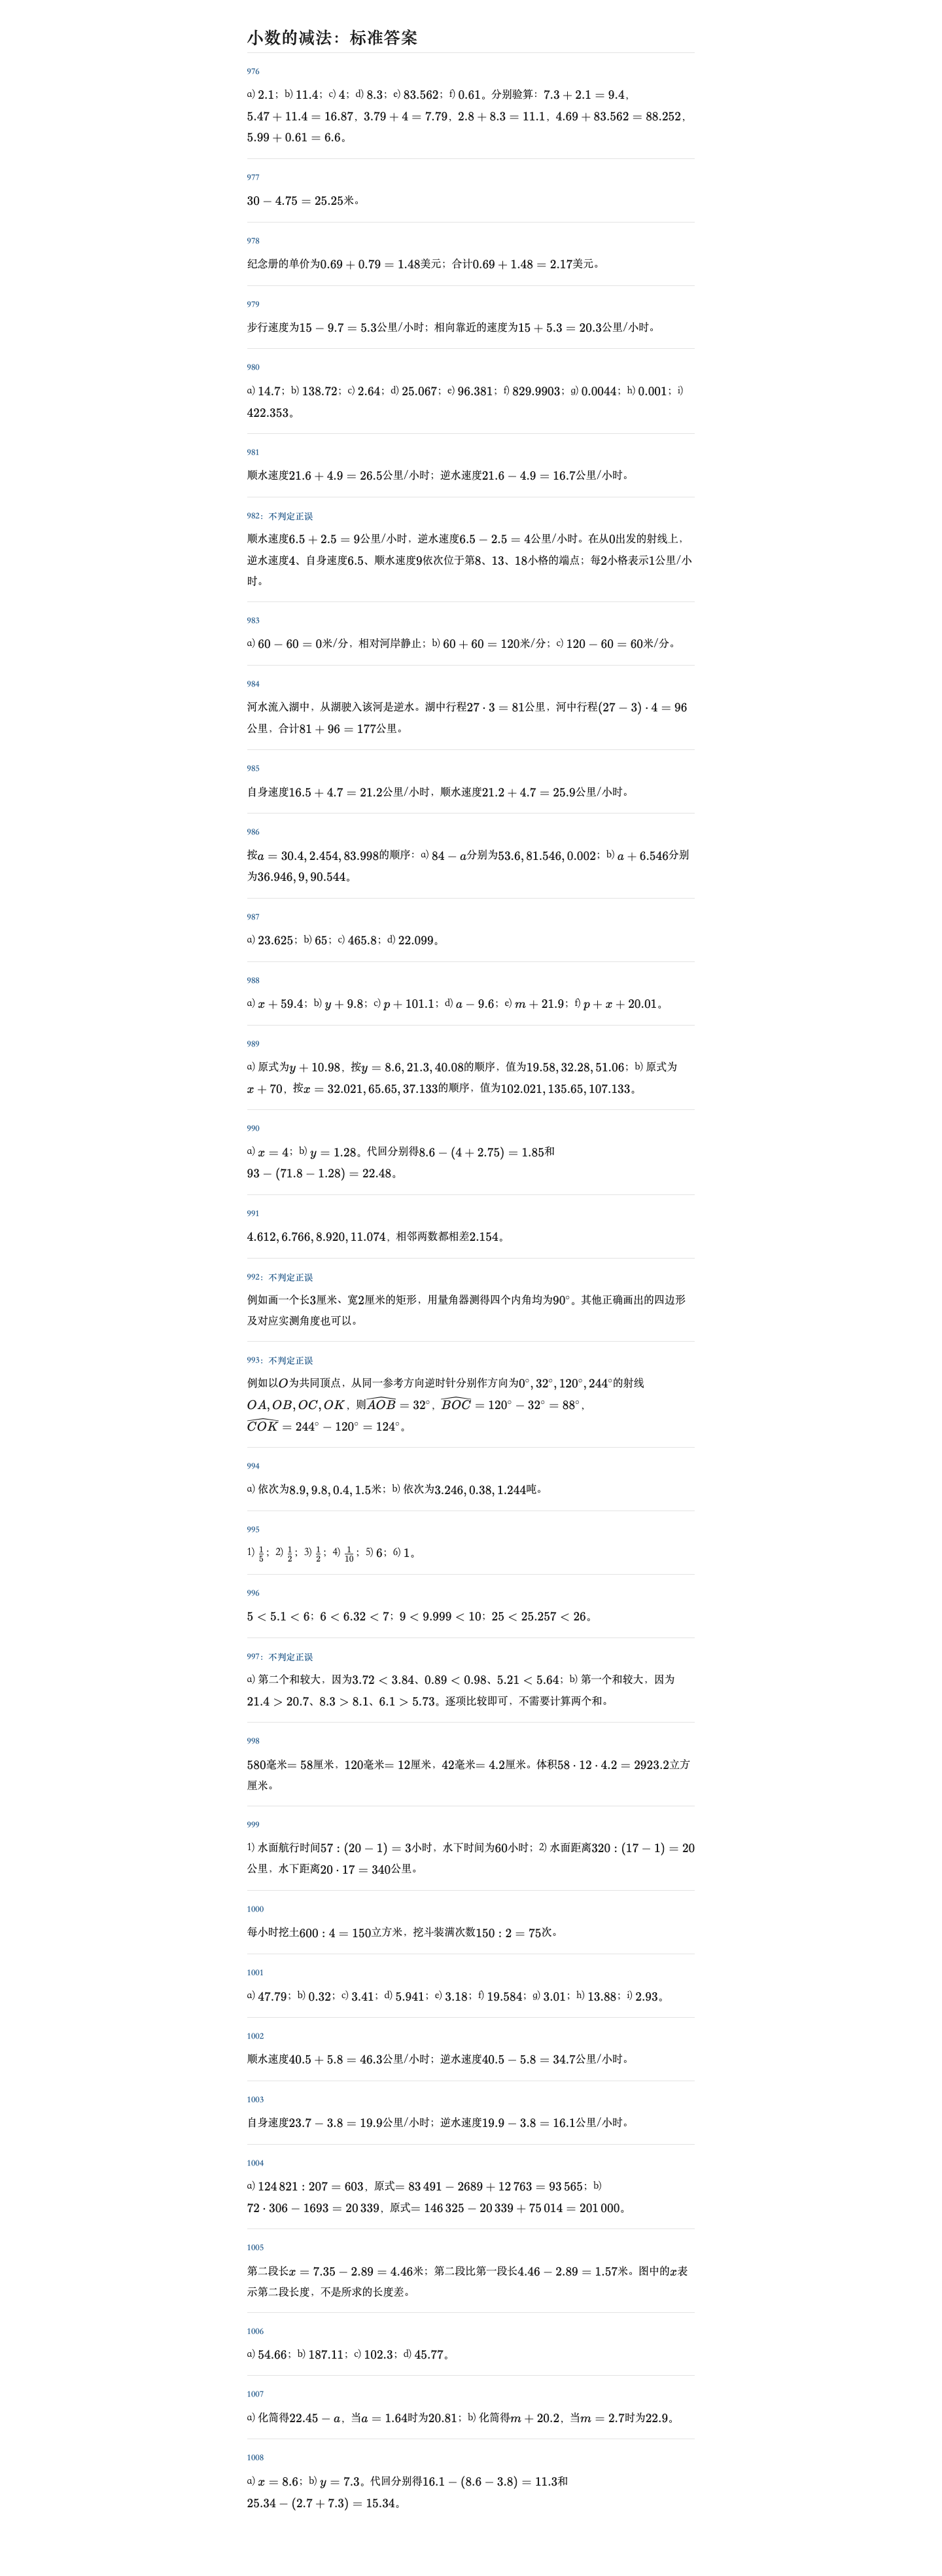 小数的减法：标准答案
976
a) 2.1；b) 11.4；c) 4；d) 8.3；e) 83.562；f) 0.61。分别验算：7.3 + 2.1 = 9.4，
5.47 + 11.4 = 16.87，3.79 + 4 = 7.79，2.8 + 8.3 = 11.1，4.69 + 83.562 = 88.252，
5.99 + 0.61 = 6.6。
977
30 − 4.75 = 25.25米。
978
纪念册的单价为0.69 + 0.79 = 1.48美元；合计0.69 + 1.48 = 2.17美元。
979
步行速度为15 − 9.7 = 5.3公里/小时；相向靠近的速度为15 + 5.3 = 20.3公里/小时。
980
a) 14.7；b) 138.72；c) 2.64；d) 25.067；e) 96.381；f) 829.9903；g) 0.0044；h) 0.001；i)
422.353。
981
顺水速度21.6 + 4.9 = 26.5公里/小时；逆水速度21.6 − 4.9 = 16.7公里/小时。
982：不判定正误
顺水速度6.5 + 2.5 = 9公里/小时，逆水速度6.5 − 2.5 = 4公里/小时。在从0出发的射线上，
逆水速度4、自身速度6.5、顺水速度9依次位于第8、13、18小格的端点；每2小格表示1公里/小
时。
983
a) 60 − 60 = 0米/分，相对河岸静止；b) 60 + 60 = 120米/分；c) 120 − 60 = 60米/分。
984
河水流入湖中，从湖驶入该河是逆水。湖中行程27 · 3 = 81公里，河中行程(27 − 3) · 4 = 96
公里，合计81 + 96 = 177公里。
985
自身速度16.5 + 4.7 = 21.2公里/小时，顺水速度21.2 + 4.7 = 25.9公里/小时。
986
按a = 30.4, 2.454, 83.998的顺序：a) 84 − a分别为53.6, 81.546, 0.002；b) a + 6.546分别
为36.946, 9, 90.544。
987
a) 23.625；b) 65；c) 465.8；d) 22.099。
988
a) x + 59.4；b) y + 9.8；c) p + 101.1；d) a − 9.6；e) m + 21.9；f) p + x + 20.01。
989
a) 原式为y + 10.98，按y = 8.6, 21.3, 40.08的顺序，值为19.58, 32.28, 51.06；b) 原式为
x + 70，按x = 32.021, 65.65, 37.133的顺序，值为102.021, 135.65, 107.133。
990
a) x = 4；b) y = 1.28。代回分别得8.6 − (4 + 2.75) = 1.85和
93 − (71.8 − 1.28) = 22.48。
991
4.612, 6.766, 8.920, 11.074，相邻两数都相差2.154。
992：不判定正误
例如画一个长3厘米、宽2厘米的矩形，用量角器测得四个内角均为90°。其他正确画出的四边形
及对应实测角度也可以。
993：不判定正误
例如以O为共同顶点，从同一参考方向逆时针分别作方向为0°, 32°, 120°, 244°的射线
OA, OB, OC, OK，则\widehat{AOB} = 32°，\widehat{BOC} = 120° − 32° = 88°，
\widehat{COK} = 244° − 120° = 124°。
994
a) 依次为8.9, 9.8, 0.4, 1.5米；b) 依次为3.246, 0.38, 1.244吨。
995
1) 1/5；2) 1/2；3) 1/2；4) 1/10；5) 6；6) 1。
996
5 < 5.1 < 6；6 < 6.32 < 7；9 < 9.999 < 10；25 < 25.257 < 26。
997：不判定正误
a) 第二个和较大，因为3.72 < 3.84、0.89 < 0.98、5.21 < 5.64；b) 第一个和较大，因为
21.4 > 20.7、8.3 > 8.1、6.1 > 5.73。逐项比较即可，不需要计算两个和。
998
580毫米= 58厘米，120毫米= 12厘米，42毫米= 4.2厘米。体积58 · 12 · 4.2 = 2923.2立方
厘米。
999
1) 水面航行时间57 : (20 − 1) = 3小时，水下时间为60小时；2) 水面距离320 : (17 − 1) = 20
公里，水下距离20 · 17 = 340公里。
1000
每小时挖土600 : 4 = 150立方米，挖斗装满次数150 : 2 = 75次。
1001
a) 47.79；b) 0.32；c) 3.41；d) 5.941；e) 3.18；f) 19.584；g) 3.01；h) 13.88；i) 2.93。
1002
顺水速度40.5 + 5.8 = 46.3公里/小时；逆水速度40.5 − 5.8 = 34.7公里/小时。
1003
自身速度23.7 − 3.8 = 19.9公里/小时；逆水速度19.9 − 3.8 = 16.1公里/小时。
1004
a) 124 821 : 207 = 603，原式= 83 491 − 2689 + 12 763 = 93 565；b)
72 · 306 − 1693 = 20 339，原式= 146 325 − 20 339 + 75 014 = 201 000。
1005
第二段长x = 7.35 − 2.89 = 4.46米；第二段比第一段长4.46 − 2.89 = 1.57米。图中的x表
示第二段长度，不是所求的长度差。
1006
a) 54.66；b) 187.11；c) 102.3；d) 45.77。
1007
a) 化简得22.45 − a，当a = 1.64时为20.81；b) 化简得m + 20.2，当m = 2.7时为22.9。
1008
a) x = 8.6；b) y = 7.3。代回分别得16.1 − (8.6 − 3.8) = 11.3和
25.34 − (2.7 + 7.3) = 15.34。